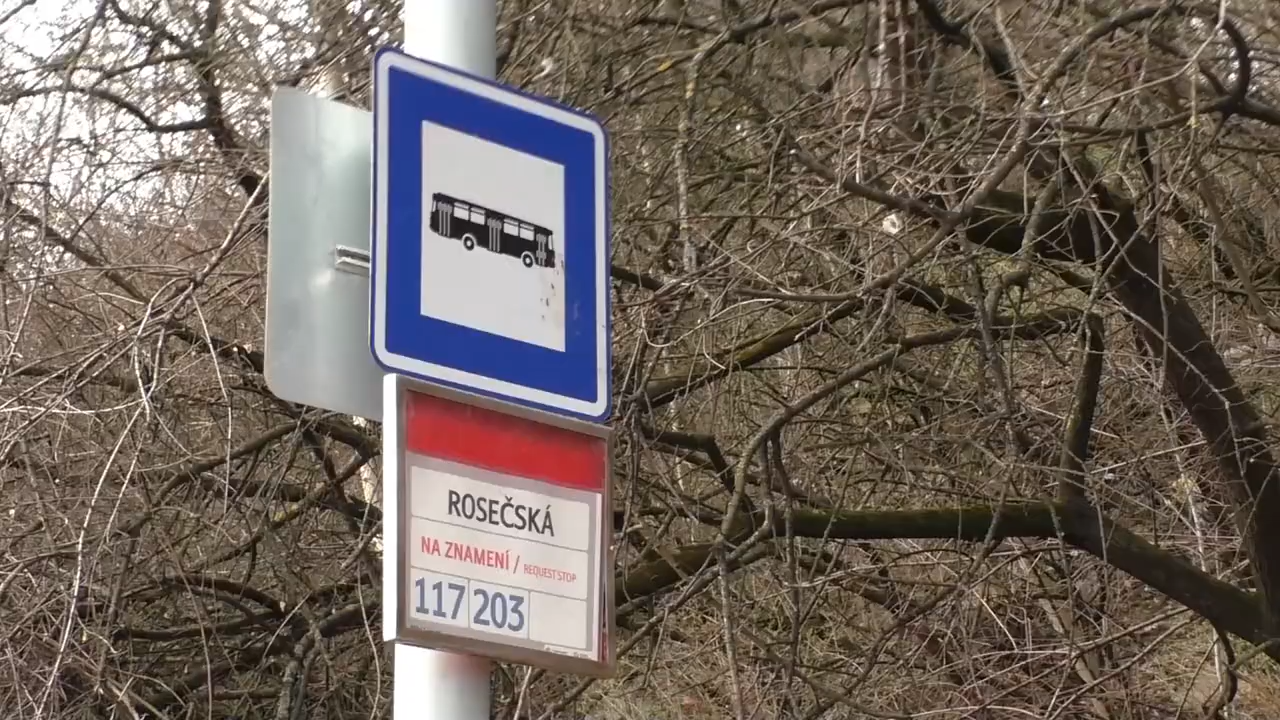 ROSEČSKÁ
NA ZNAMENÍ / REQUEST STOP
117 203